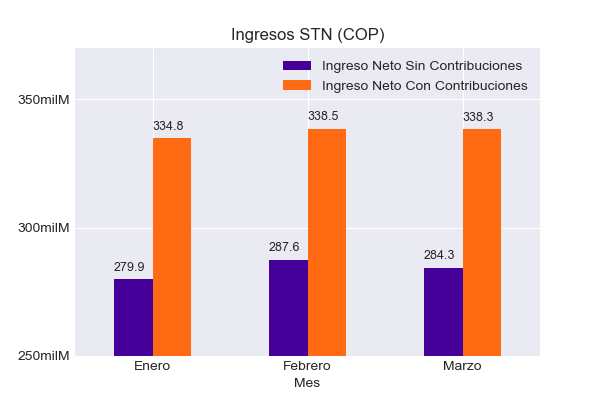 Ingresos STN (COP)
Ingreso Neto Sin Contribuciones
Ingreso Neto Con Contribuciones
350milM
334.8
338.5
338.3
300milM
279.9
287.6
284.3
250milM
Enero
Febrero
Marzo
Mes